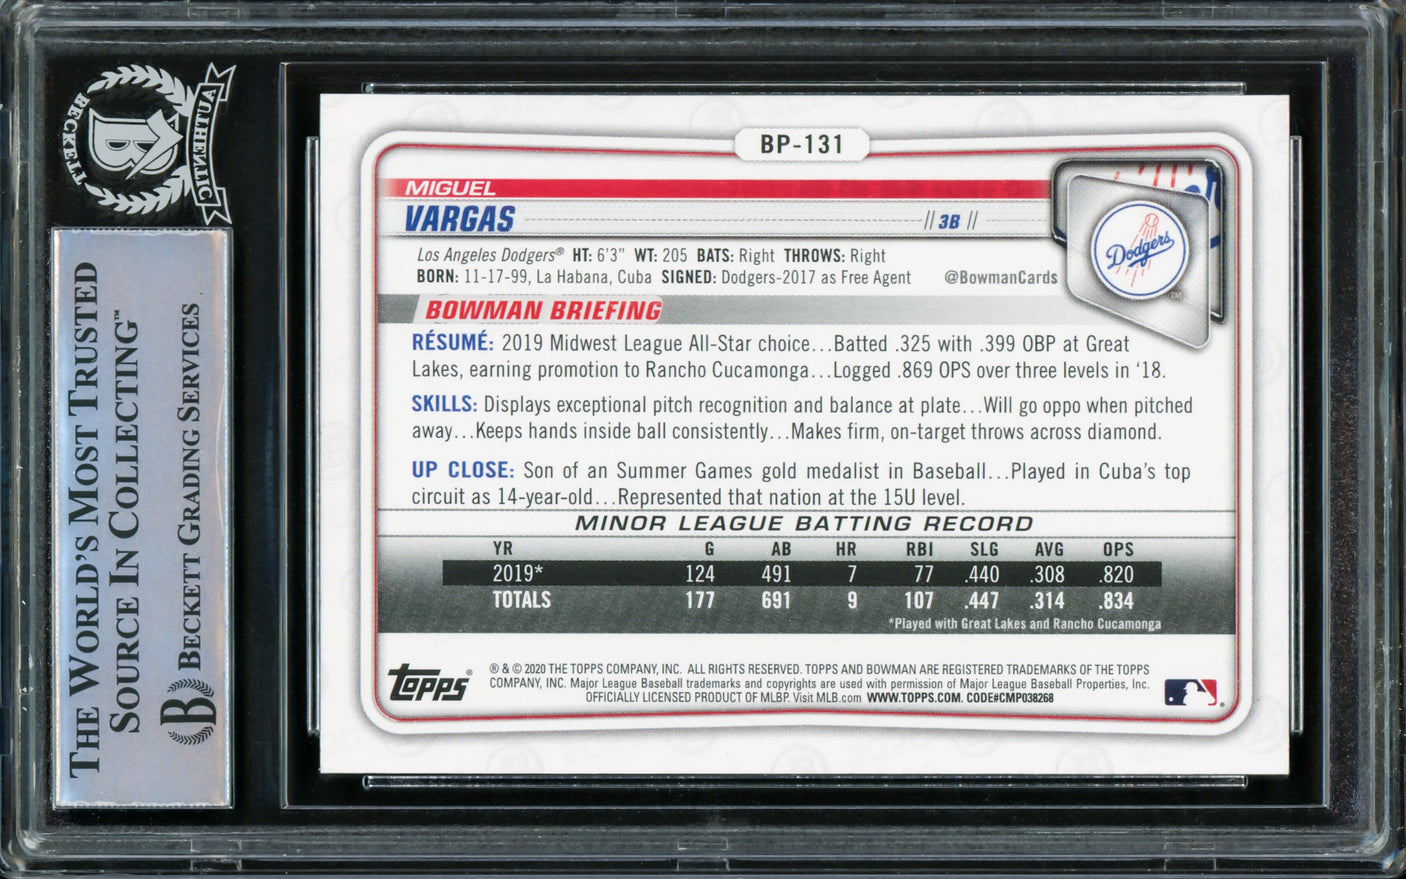 BP-131
MIGUEL
VARGAS // 3B //
Los Angeles Dodgers® HT: 6'3" WT: 205 BATS: Right THROWS: Right
BORN: 11-17-99, La Habana, Cuba SIGNED: Dodgers-2017 as Free Agent @BowmanCards
Dodgers
TM
BOWMAN BRIEFING
RÉSUMÉ: 2019 Midwest League All-Star choice...Batted .325 with .399 OBP at Great
Lakes, earning promotion to Rancho Cucamonga...Logged .869 OPS over three levels in '18.
SKILLS: Displays exceptional pitch recognition and balance at plate...Will go oppo when pitched
away...Keeps hands inside ball consistently...Makes firm, on-target throws across diamond.
UP CLOSE: Son of an Summer Games gold medalist in Baseball...Played in Cuba's top
circuit as 14-year-old...Represented that nation at the 15U level.
MINOR LEAGUE BATTING RECORD
YR G AB HR RBI SLG AVG OPS
2019* 124 491 7 77 .440 .308 .820
TOTALS 177 691 9 107 .447 .314 .834
*Played with Great Lakes and Rancho Cucamonga
TOPPS® ® & © 2020 THE TOPPS COMPANY, INC. ALL RIGHTS RESERVED. TOPPS AND BOWMAN ARE REGISTERED TRADEMARKS OF THE TOPPS
COMPANY, INC. Major League Baseball trademarks and copyrights are used with permission of Major League Baseball Properties, Inc.
OFFICIALLY LICENSED PRODUCT OF MLBP. Visit MLB.com WWW.TOPPS.COM. CODE#CMP038268
BECKETT
B
AUTHENTIC
THE WORLD'S MOST TRUSTED
SOURCE IN COLLECTING™
B BECKETT GRADING SERVICES